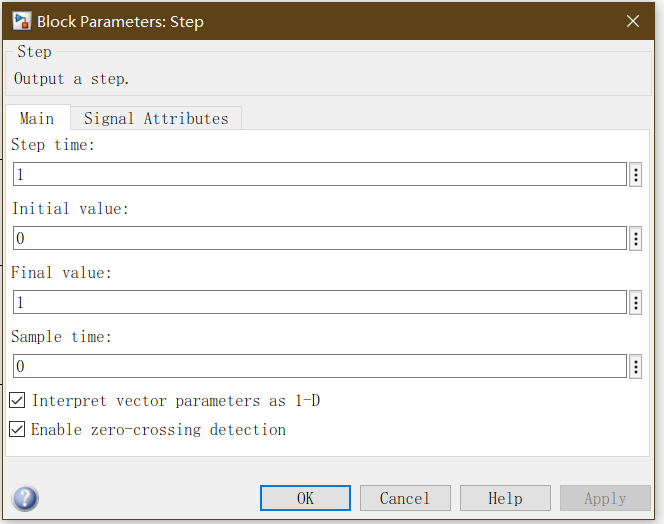 Block Parameters: Step
Step
Output a step.
Main Signal Attributes
Step time:
1
Initial value:
0
Final value:
1
Sample time:
0
Interpret vector parameters as 1-D
Enable zero-crossing detection
? OK Cancel Help Apply